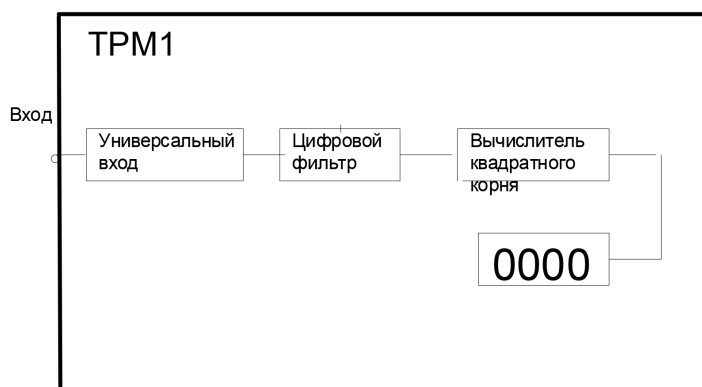 ТРМ1
Вход
Универсальный
вход
Цифровой
фильтр
Вычислитель
квадратного
корня
0000